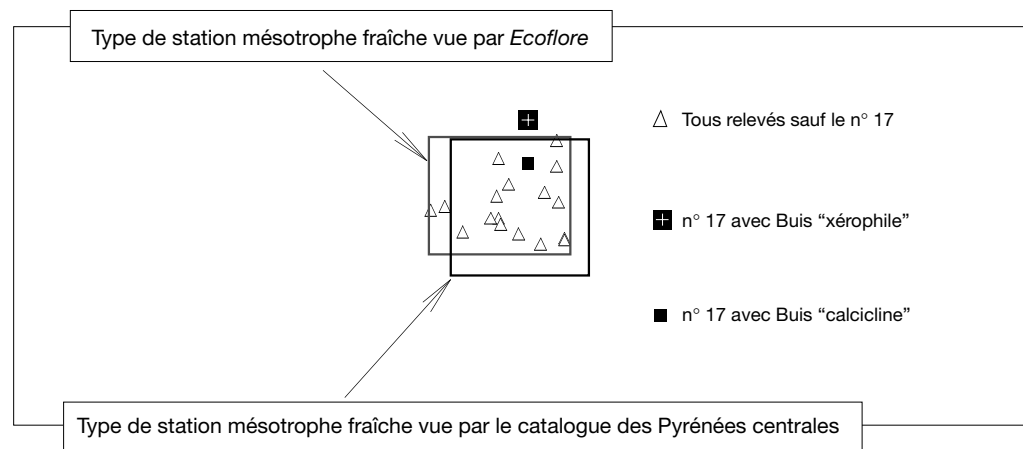 Type de station mésotrophe fraîche vue par Ecoflore
Tous relevés sauf le n° 17
n° 17 avec Buis “xérophile”
n° 17 avec Buis “calcicline”
Type de station mésotrophe fraîche vue par le catalogue des Pyrénées centrales